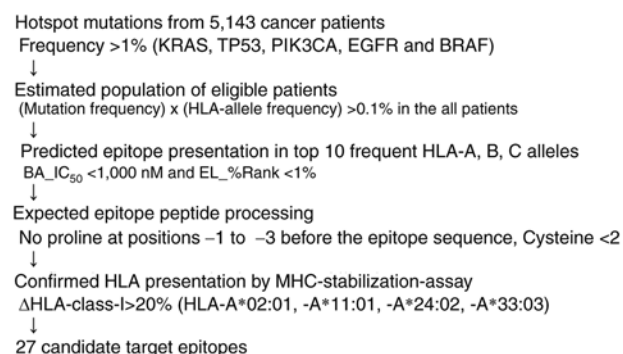 Hotspot mutations from 5,143 cancer patients
Frequency >1% (KRAS, TP53, PIK3CA, EGFR and BRAF)
↓
Estimated population of eligible patients
(Mutation frequency) x (HLA-allele frequency) >0.1% in the all patients
↓
Predicted epitope presentation in top 10 frequent HLA-A, B, C alleles
BA_IC50 <1,000 nM and EL_%Rank <1%
↓
Expected epitope peptide processing
No proline at positions −1 to −3 before the epitope sequence, Cysteine <2
↓
Confirmed HLA presentation by MHC-stabilization-assay
ΔHLA-class-I>20% (HLA-A*02:01, -A*11:01, -A*24:02, -A*33:03)
↓
27 candidate target epitopes